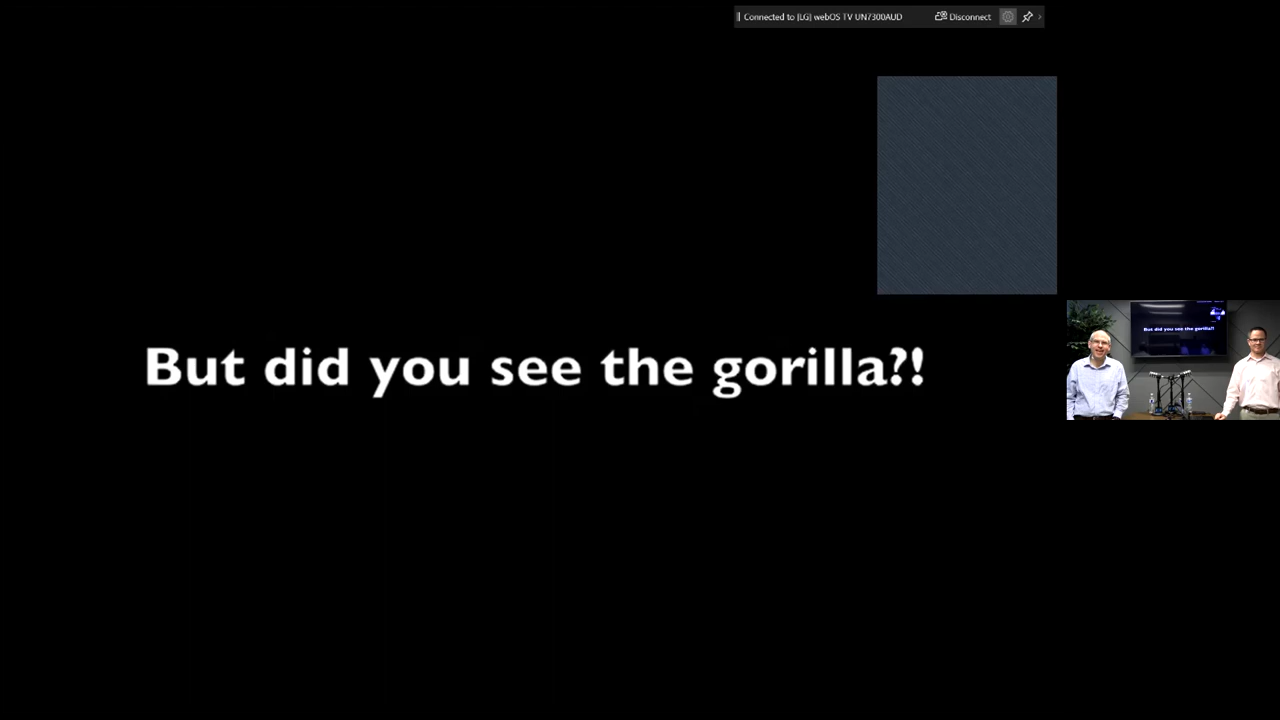 Connected to [LG] webOS TV UN7300AUD Disconnect
But did you see the gorilla?!
But did you see the gorilla?!